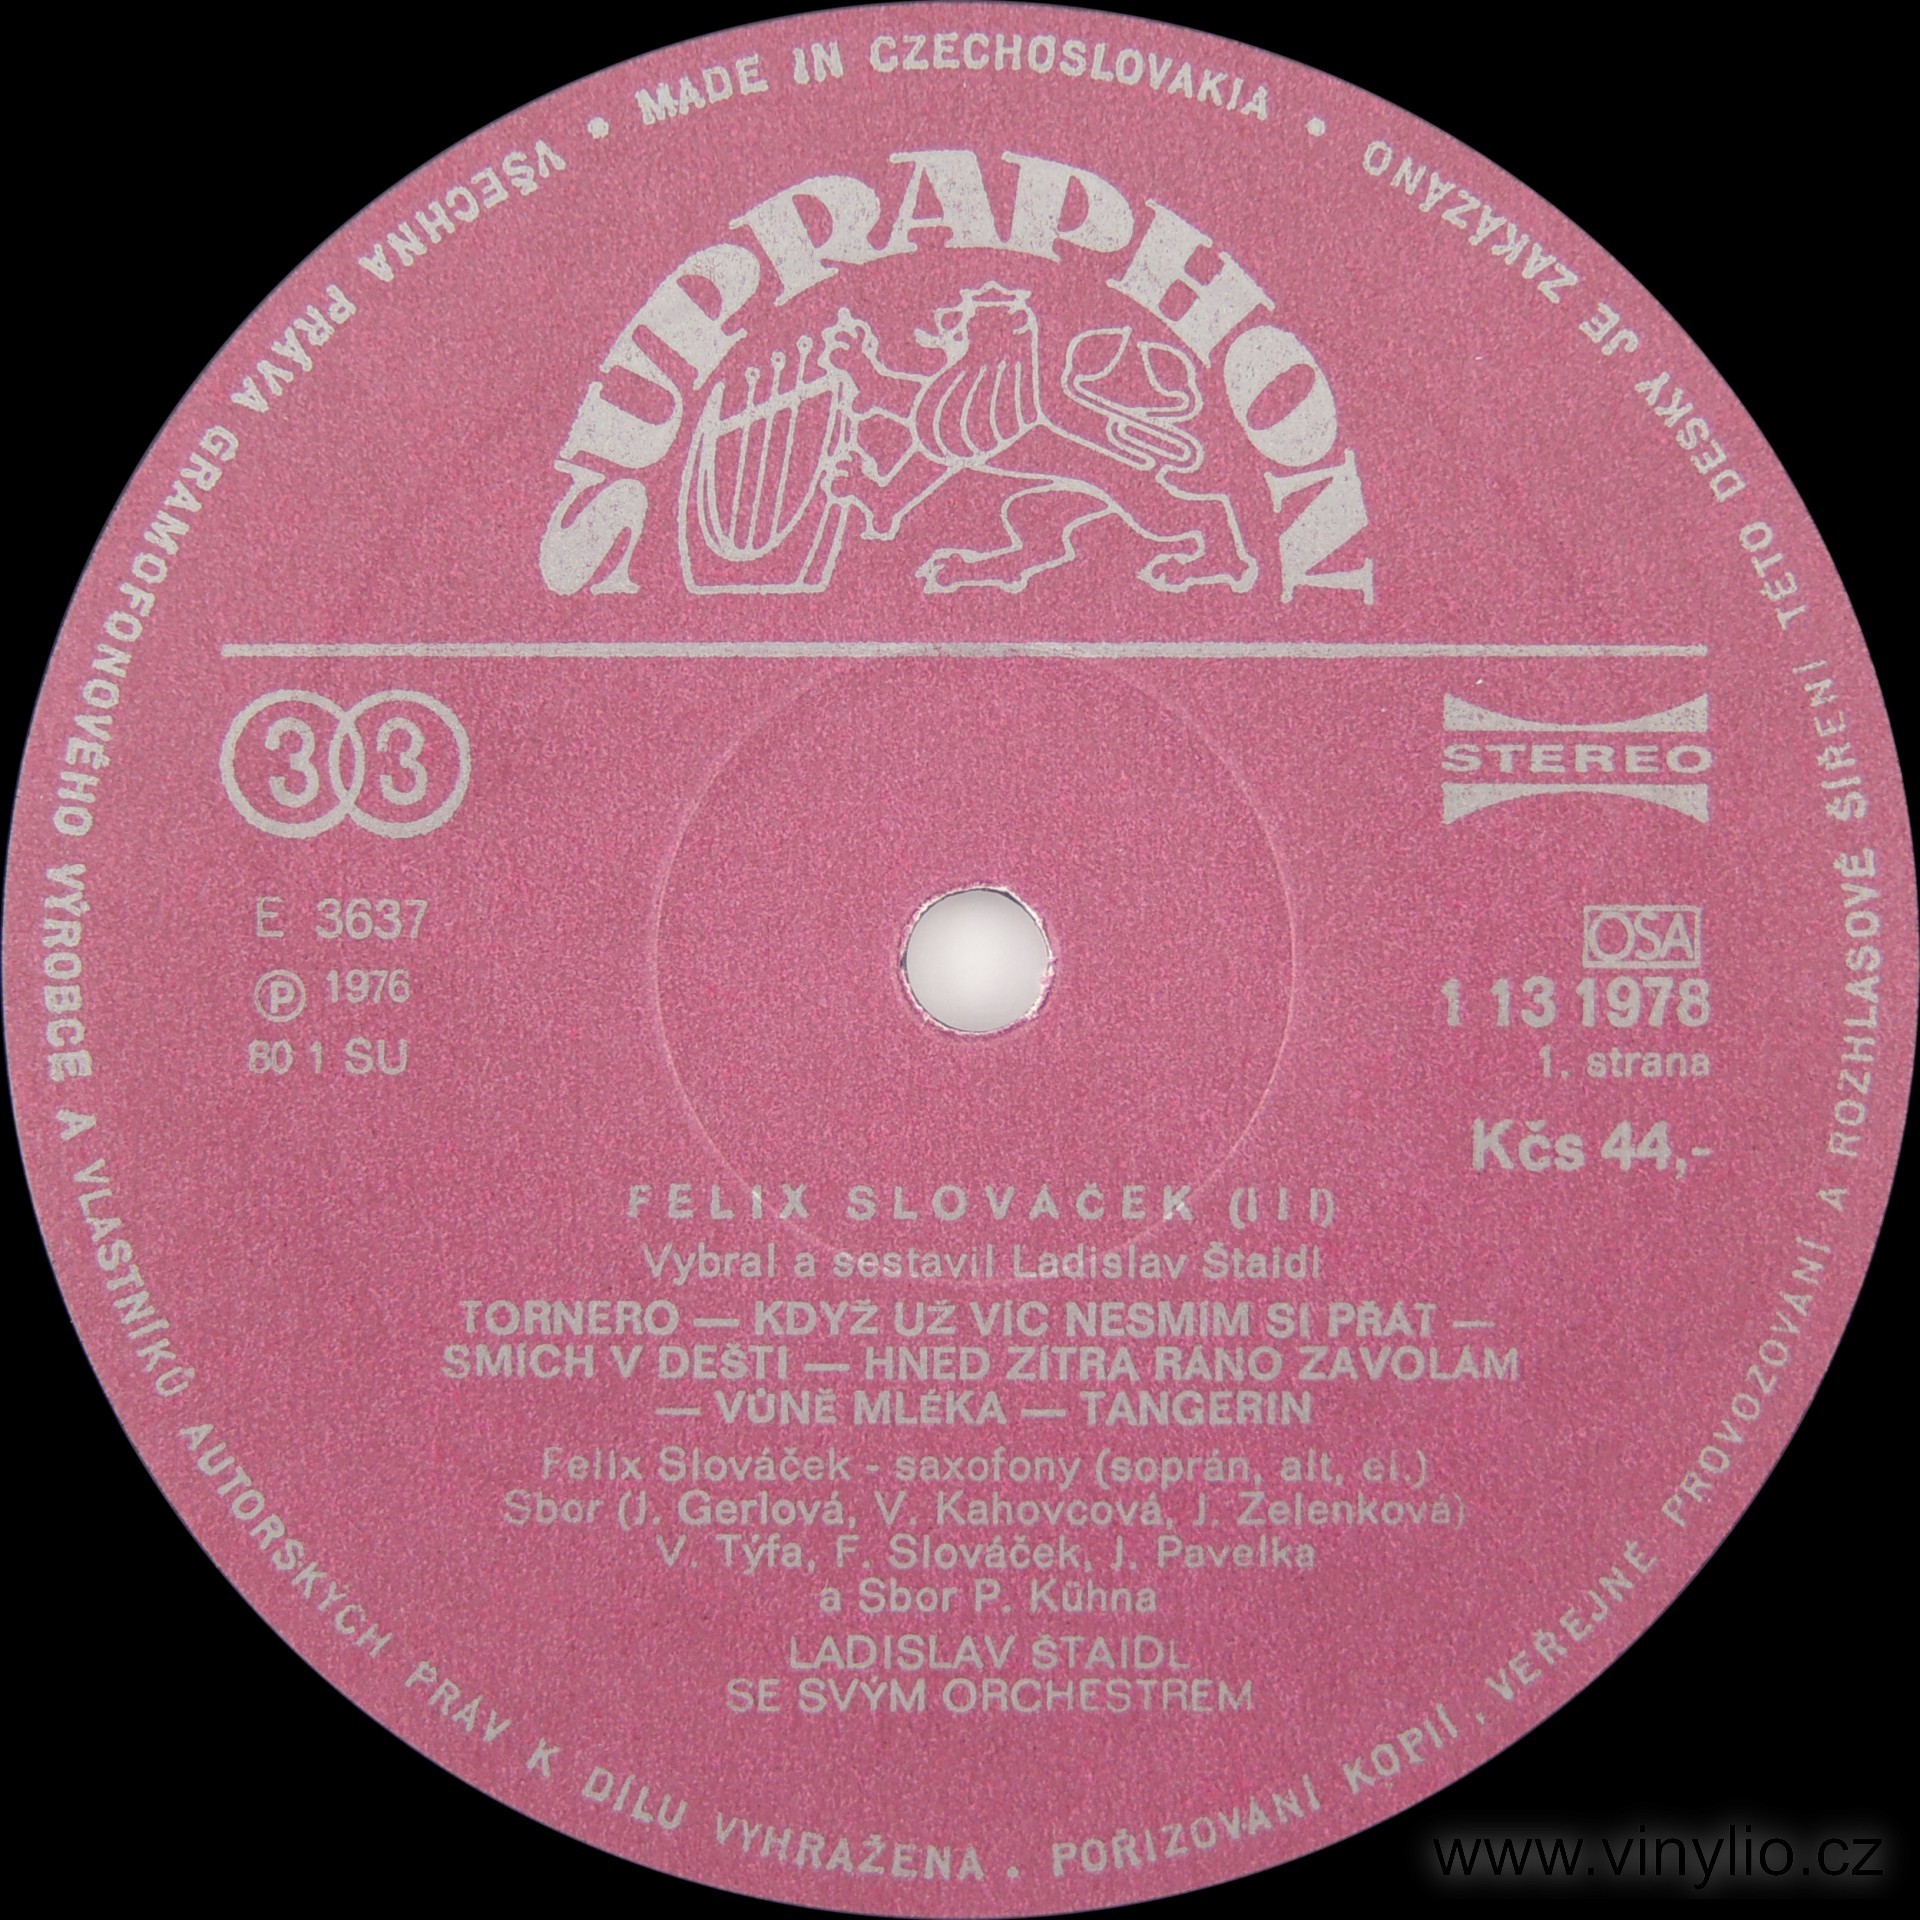 • MADE IN CZECHOSLOVAKIA •
VŠECHNA PRÁVA GRAMOFONOVÉHO VÝROBCE A VLASTNÍKŮ AUTORSKÝCH PRÁV K DÍLU VYHRAŽENA . POŘIZOVÁNÍ KOPIÍ, VEŘEJNÉ PROVOZOVÁNÍ A ROZHLASOVÉ ŠÍŘENÍ TÉTO DESKY JE ZAKÁZÁNO
SUPRAPHON
33
STEREO
E 3637
Ⓟ 1976
80 1 SU
OSA
1 13 1978
1. strana
Kčs 44,-
FELIX SLOVÁČEK (III)
Vybral a sestavil Ladislav Štaidl
TORNERO — KDYŽ UŽ VÍC NESMÍM SI PŘÁT —
SMÍCH V DEŠTI — HNED ZÍTRA RÁNO ZAVOLÁM
— VŮNĚ MLÉKA — TANGERIN
Felix Slováček - saxofony (soprán, alt, el.)
Sbor (J. Gerlová, V. Kahovcová, J. Zelenková)
V. Týfa, F. Slováček, J. Pavelka
a Sbor P. Kühna
LADISLAV ŠTAIDL
SE SVÝM ORCHESTREM
www.vinylio.cz